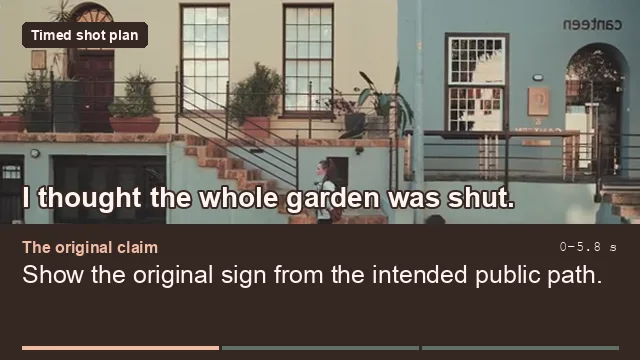 canteen
Timed shot plan
I thought the whole garden was shut.
The original claim
0–5.8 s
Show the original sign from the intended public path.